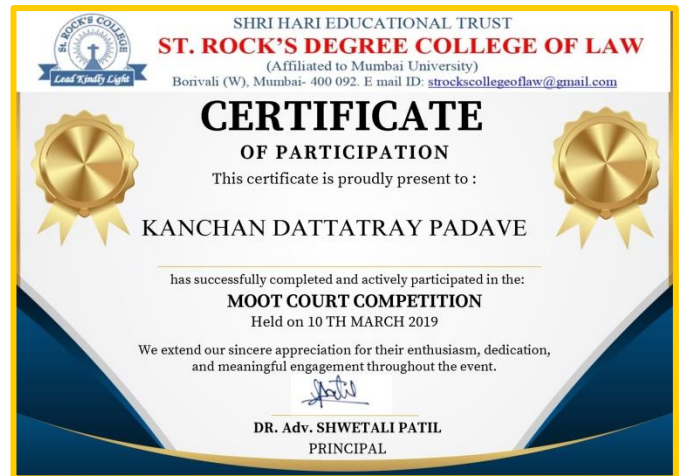 SHRI HARI EDUCATIONAL TRUST
ST. ROCK'S COLLEGE
Lead Kindly Light
ST. ROCK'S DEGREE COLLEGE OF LAW
(Affiliated to Mumbai University)
Borivali (W), Mumbai- 400 092. E mail ID: strockscollegeoflaw@gmail.com
CERTIFICATE
OF PARTICIPATION
This certificate is proudly present to :
KANCHAN DATTATRAY PADAVE
has successfully completed and actively participated in the:
MOOT COURT COMPETITION
Held on 10 TH MARCH 2019
We extend our sincere appreciation for their enthusiasm, dedication,
and meaningful engagement throughout the event.
Patil
DR. Adv. SHWETALI PATIL
PRINCIPAL